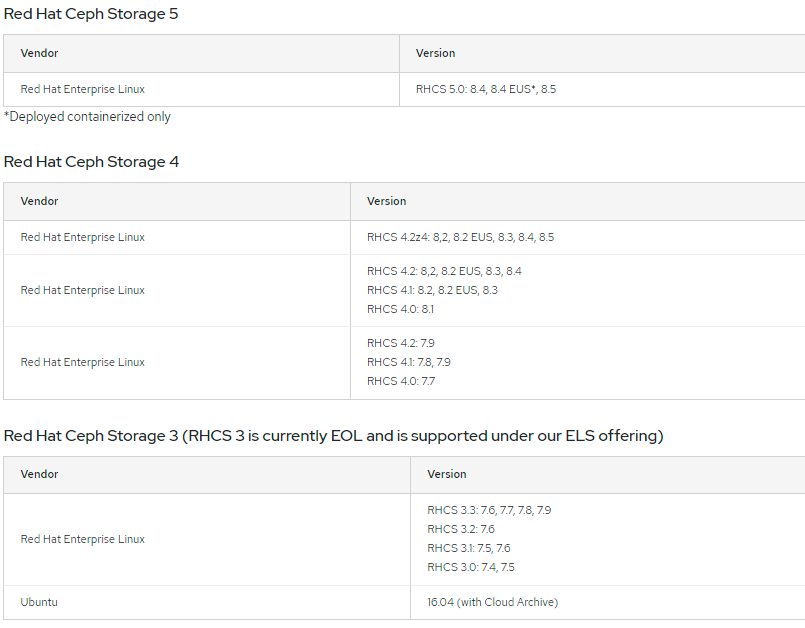 Red Hat Ceph Storage 5
Vendor Version
Red Hat Enterprise Linux RHCS 5.0: 8.4, 8.4 EUS*, 8.5
*Deployed containerized only
Red Hat Ceph Storage 4
Vendor Version
Red Hat Enterprise Linux RHCS 4.2z4: 8,2, 8.2 EUS, 8.3, 8.4, 8.5
Red Hat Enterprise Linux
RHCS 4.2: 8,2, 8.2 EUS, 8.3, 8.4
RHCS 4.1: 8.2, 8.2 EUS, 8.3
RHCS 4.0: 8.1
Red Hat Enterprise Linux
RHCS 4.2: 7.9
RHCS 4.1: 7.8, 7.9
RHCS 4.0: 7.7
Red Hat Ceph Storage 3 (RHCS 3 is currently EOL and is supported under our ELS offering)
Vendor Version
Red Hat Enterprise Linux
RHCS 3.3: 7.6, 7.7, 7.8, 7.9
RHCS 3.2: 7.6
RHCS 3.1: 7.5, 7.6
RHCS 3.0: 7.4, 7.5
Ubuntu 16.04 (with Cloud Archive)